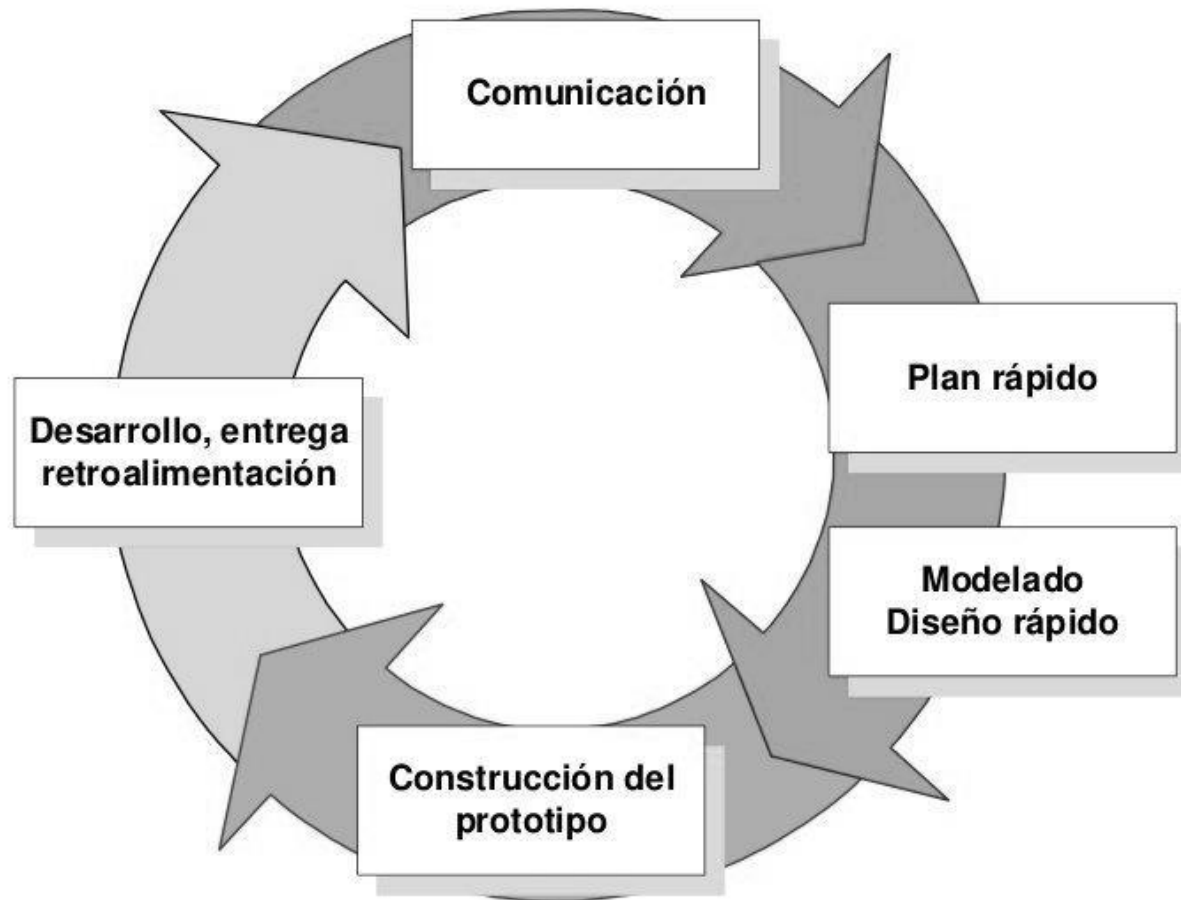 Comunicación
Plan rápido
Modelado
Diseño rápido
Construcción del
prototipo
Desarrollo, entrega
retroalimentación